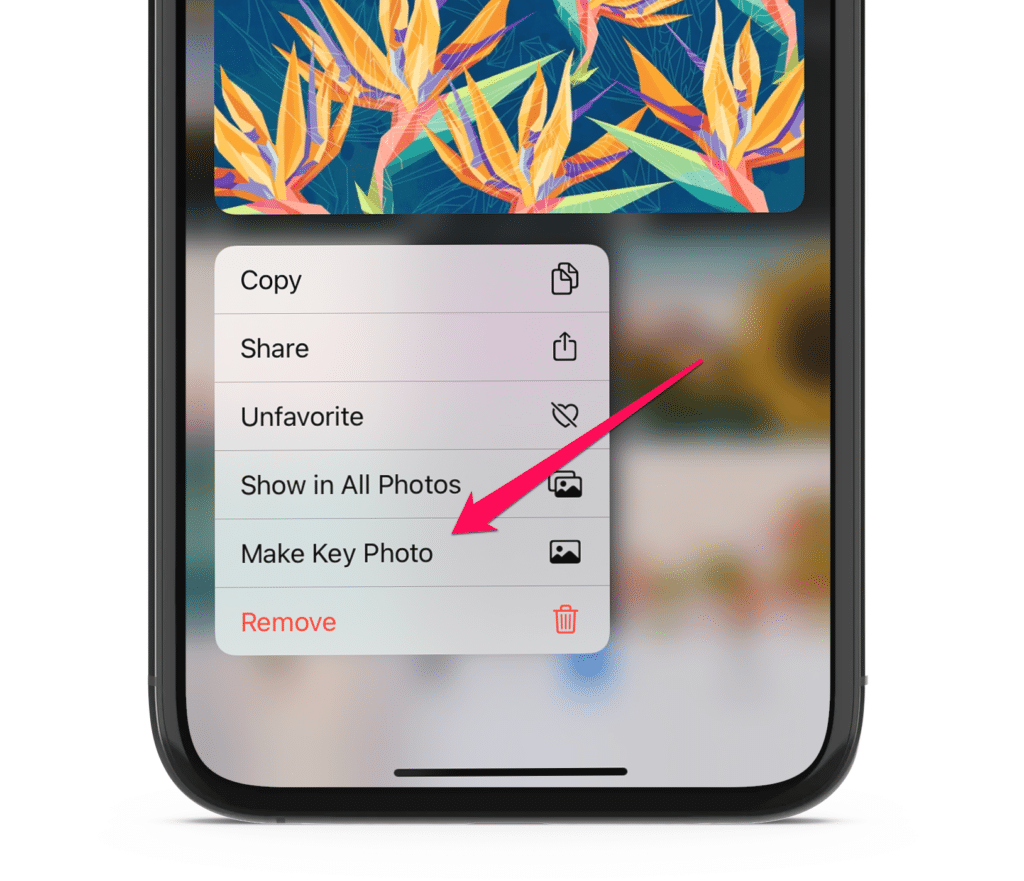 Copy
Share
Unfavorite
Show in All Photos
Make Key Photo
Remove